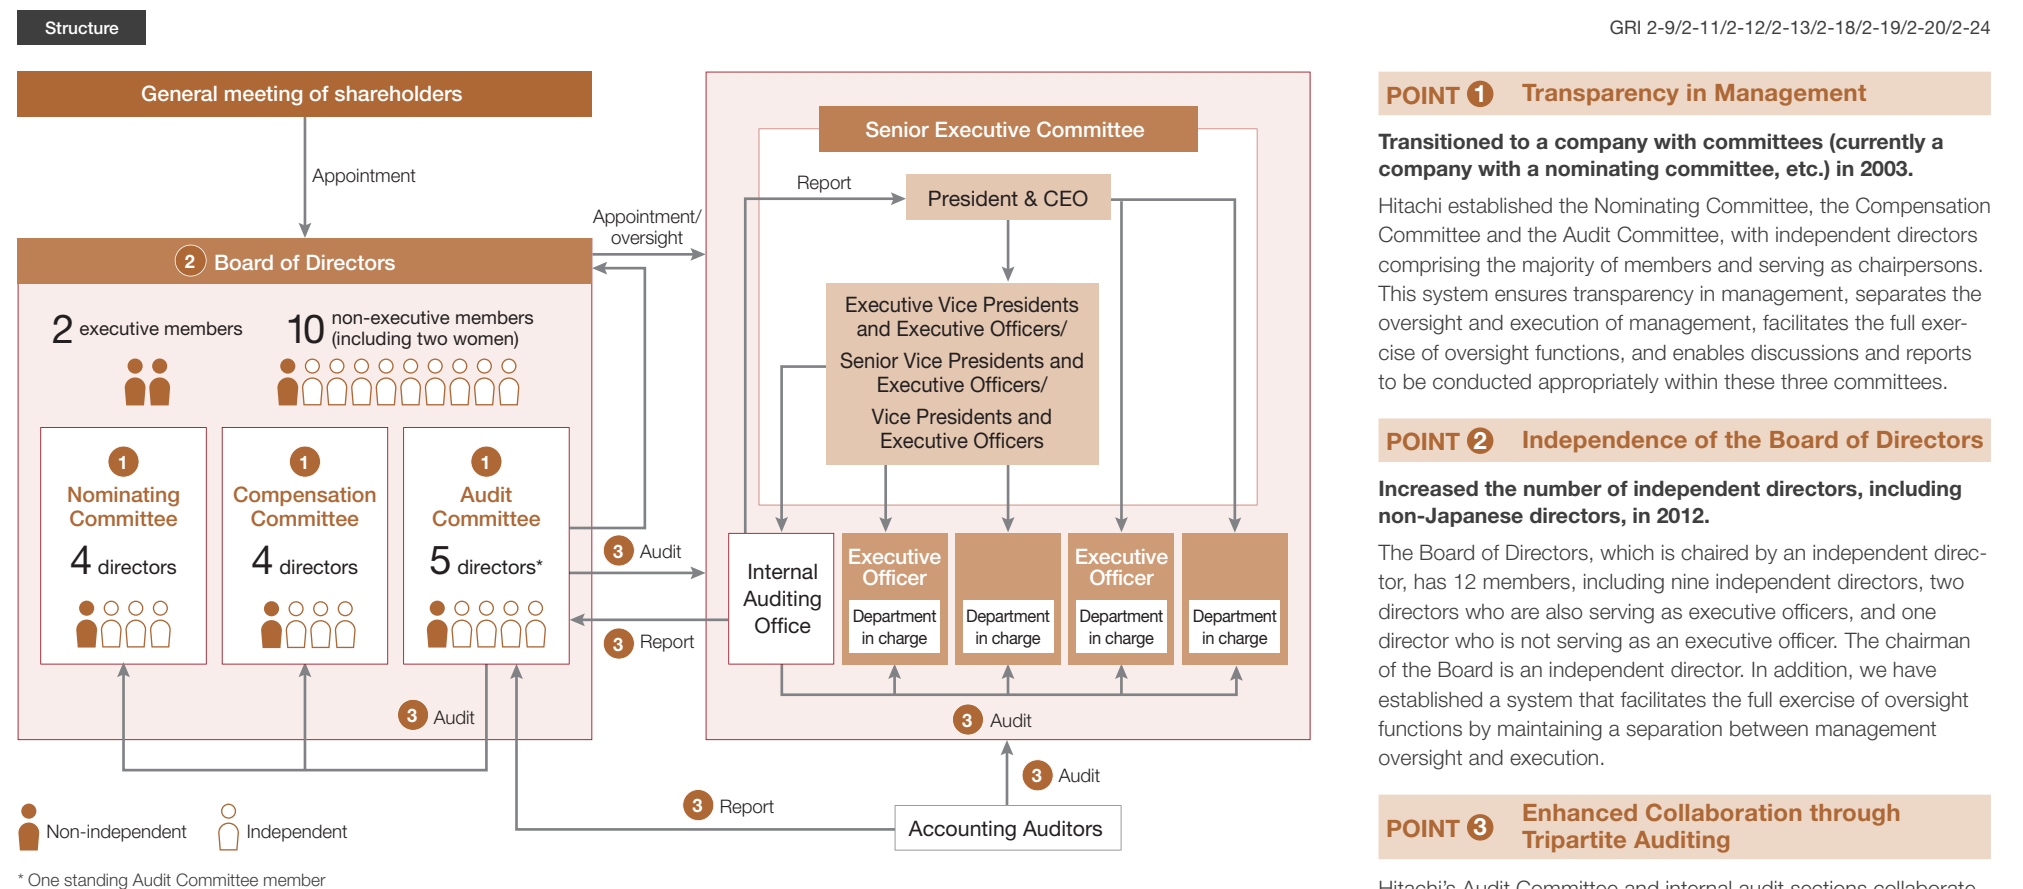 Structure
GRI 2-9/2-11/2-12/2-13/2-18/2-19/2-20/2-24
General meeting of shareholders
Appointment
Appointment/
oversight
2 Board of Directors
2 executive members
10 non-executive members
(including two women)
1
Nominating
Committee
4 directors
1
Compensation
Committee
4 directors
1
Audit
Committee
5 directors*
3 Audit
3 Report
3 Audit
Senior Executive Committee
Report
President & CEO
Executive Vice Presidents
and Executive Officers/
Senior Vice Presidents and
Executive Officers/
Vice Presidents and
Executive Officers
Internal
Auditing
Office
Executive
Officer
Department
in charge
Department
in charge
Executive
Officer
Department
in charge
Department
in charge
3 Audit
3 Audit
3 Report
Accounting Auditors
Non-independent
Independent
* One standing Audit Committee member
POINT 1 Transparency in Management
Transitioned to a company with committees (currently a
company with a nominating committee, etc.) in 2003.
Hitachi established the Nominating Committee, the Compensation
Committee and the Audit Committee, with independent directors
comprising the majority of members and serving as chairpersons.
This system ensures transparency in management, separates the
oversight and execution of management, facilitates the full exer-
cise of oversight functions, and enables discussions and reports
to be conducted appropriately within these three committees.
POINT 2 Independence of the Board of Directors
Increased the number of independent directors, including
non-Japanese directors, in 2012.
The Board of Directors, which is chaired by an independent direc-
tor, has 12 members, including nine independent directors, two
directors who are also serving as executive officers, and one
director who is not serving as an executive officer. The chairman
of the Board is an independent director. In addition, we have
established a system that facilitates the full exercise of oversight
functions by maintaining a separation between management
oversight and execution.
POINT 3 Enhanced Collaboration through
Tripartite Auditing
Hitachi's Audit Committee and internal audit sections collaborate